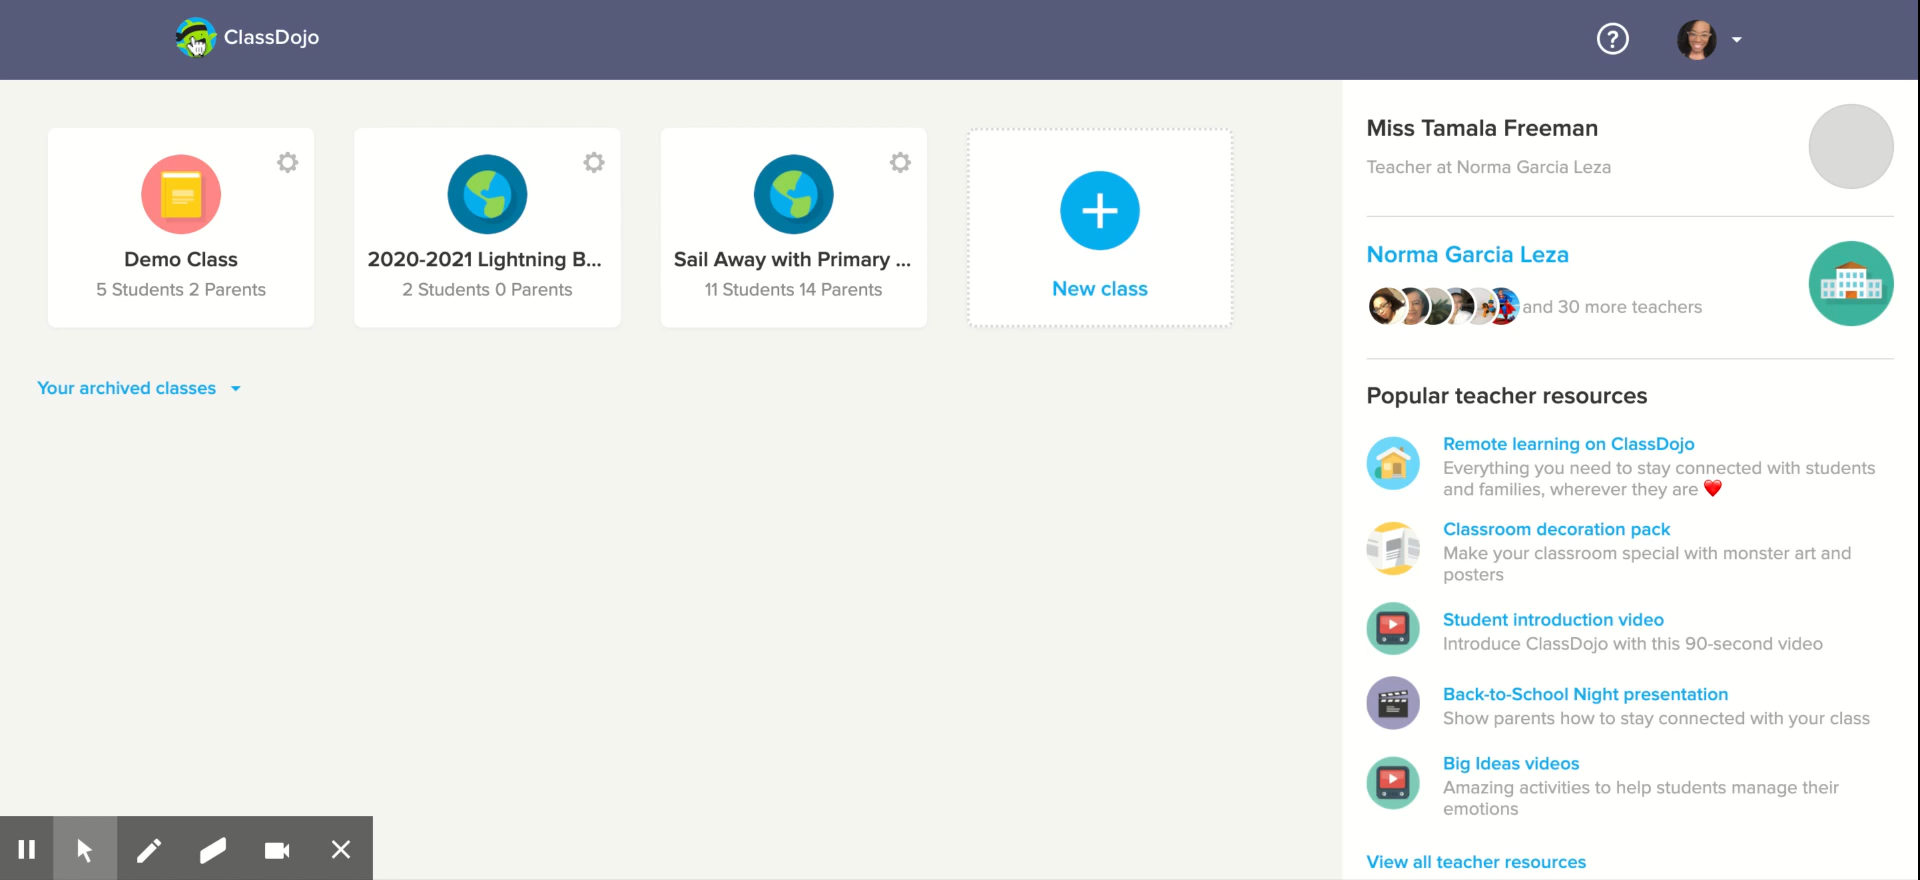 ClassDojo
?
Demo Class
5 Students 2 Parents
2020-2021 Lightning B...
2 Students 0 Parents
Sail Away with Primary ...
11 Students 14 Parents
New class
Your archived classes
Miss Tamala Freeman
Teacher at Norma Garcia Leza
Norma Garcia Leza
and 30 more teachers
Popular teacher resources
Remote learning on ClassDojo
Everything you need to stay connected with students
and families, wherever they are ❤️
Classroom decoration pack
Make your classroom special with monster art and
posters
Student introduction video
Introduce ClassDojo with this 90-second video
Back-to-School Night presentation
Show parents how to stay connected with your class
Big Ideas videos
Amazing activities to help students manage their
emotions
View all teacher resources